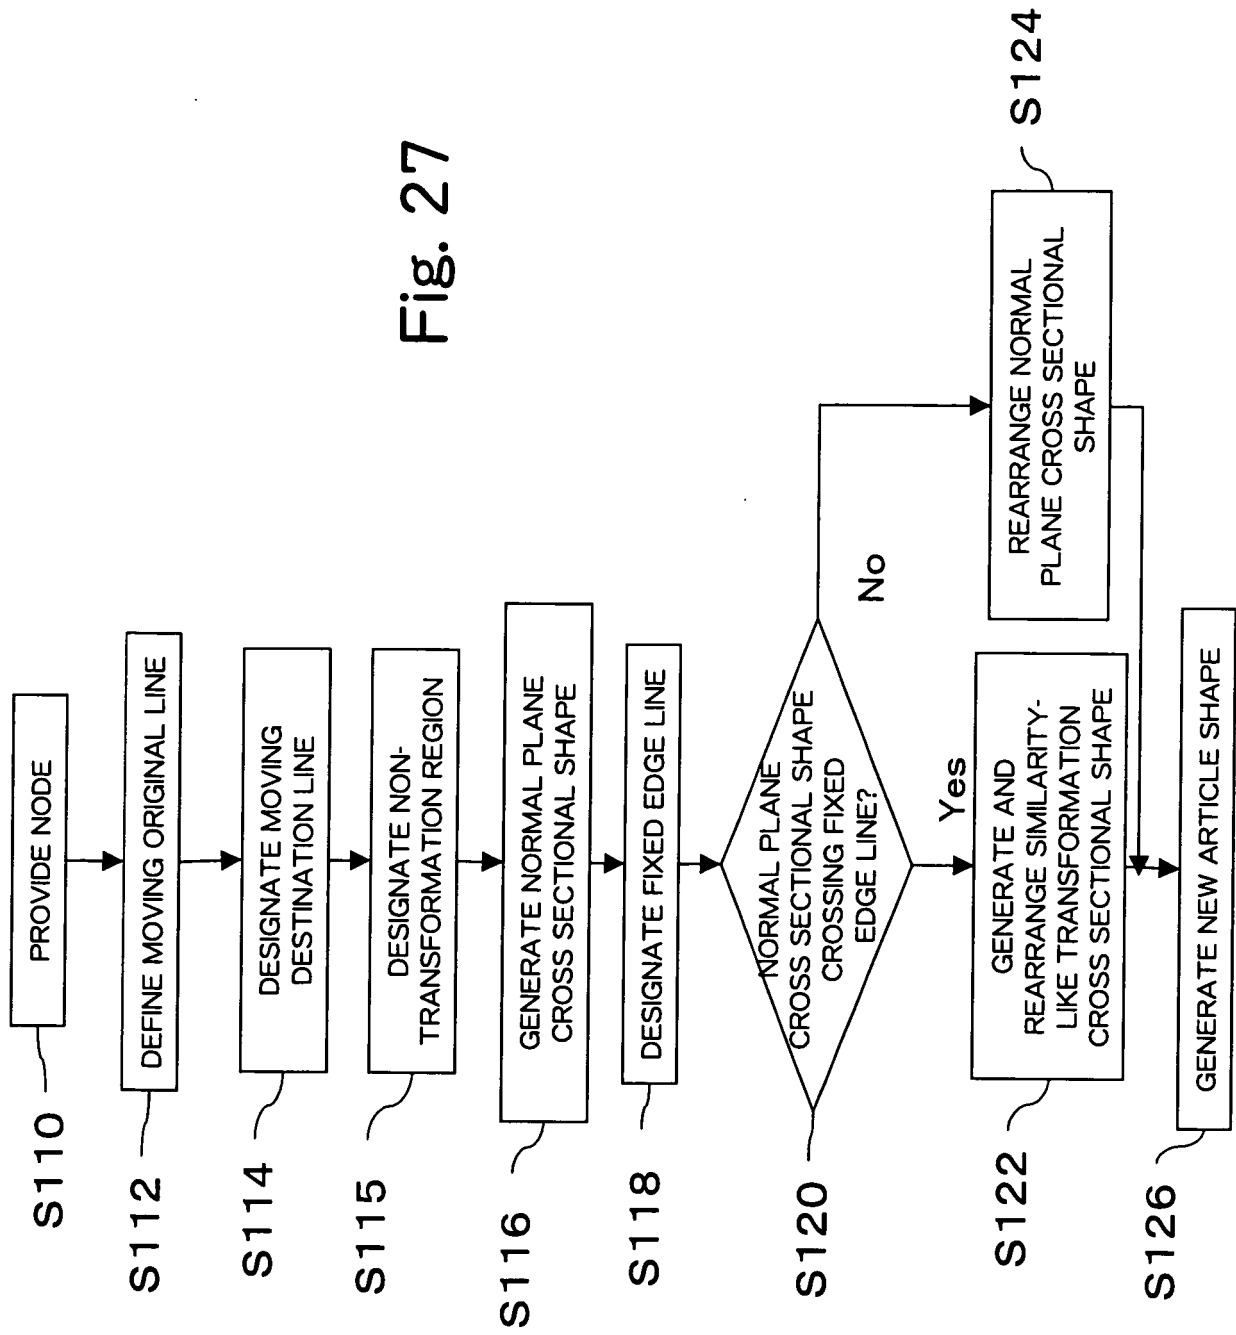 Fig. 27
S110
PROVIDE NODE
S112
DEFINE MOVING ORIGINAL LINE
S114
DESIGNATE MOVING
DESTINATION LINE
S115
DESIGNATE NON-
TRANSFORMATION REGION
S116
GENERATE NORMAL PLANE
CROSS SECTIONAL SHAPE
S118
DESIGNATE FIXED EDGE LINE
S120
NORMAL PLANE
CROSS SECTIONAL SHAPE
CROSSING FIXED
EDGE LINE?
Yes
No
S122
GENERATE AND
REARRANGE SIMILARITY-
LIKE TRANSFORMATION
CROSS SECTIONAL SHAPE
S124
REARRANGE NORMAL
PLANE CROSS SECTIONAL
SHAPE
S126
GENERATE NEW ARTICLE SHAPE